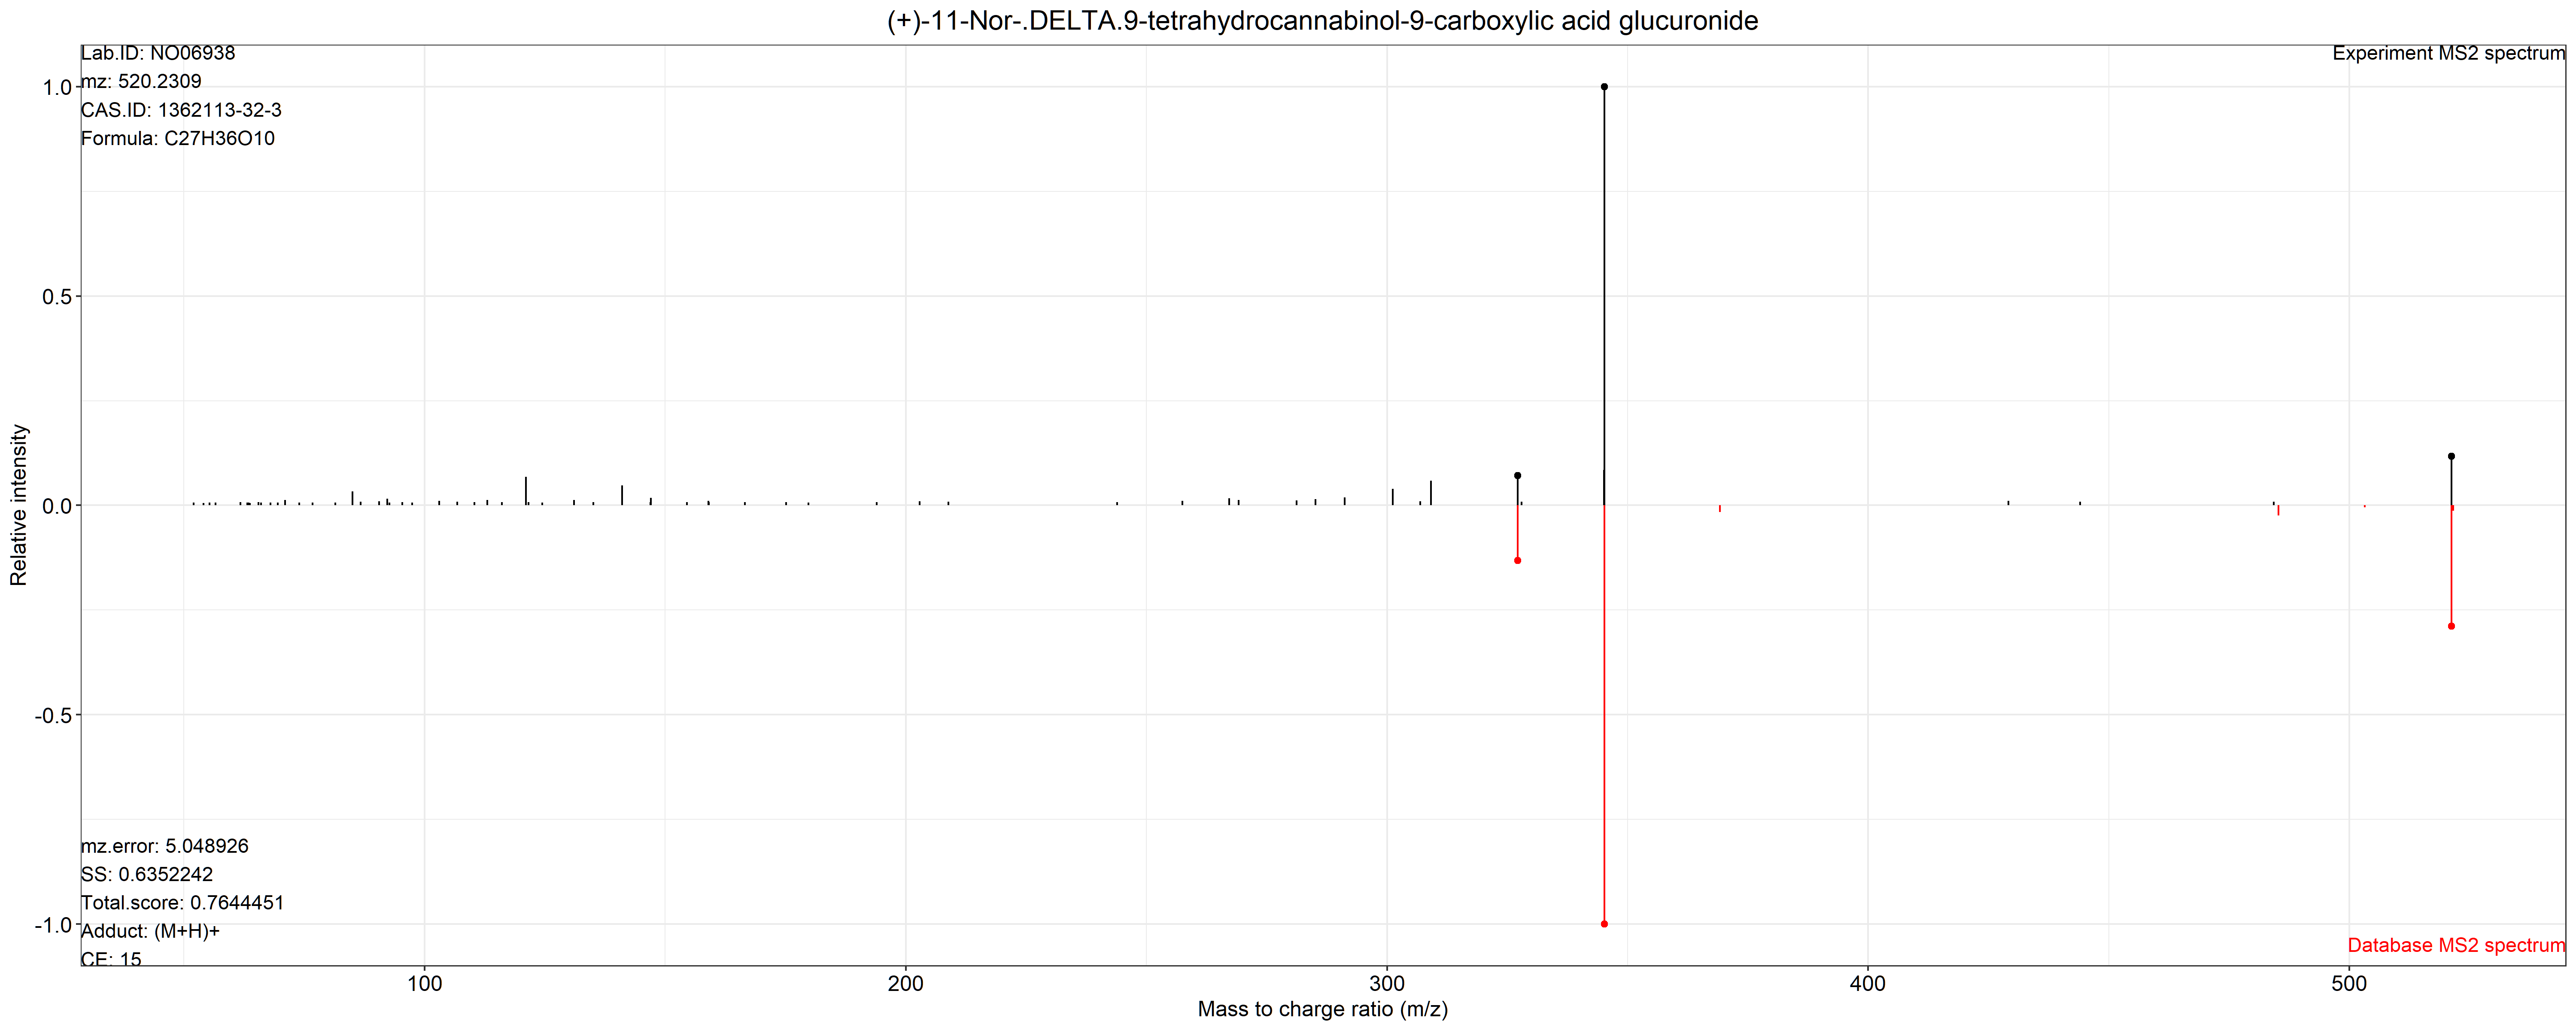 (+)-11-Nor-.DELTA.9-tetrahydrocannabinol-9-carboxylic acid glucuronide
Lab.ID: NO06938
mz: 520.2309
CAS.ID: 1362113-32-3
Formula: C27H36O10
Experiment MS2 spectrum
1.0
0.5
0.0
-0.5
-1.0
Relative intensity
mz.error: 5.048926
SS: 0.6352242
Total.score: 0.7644451
Adduct: (M+H)+
CE: 15
Database MS2 spectrum
100 200 300 400 500
Mass to charge ratio (m/z)